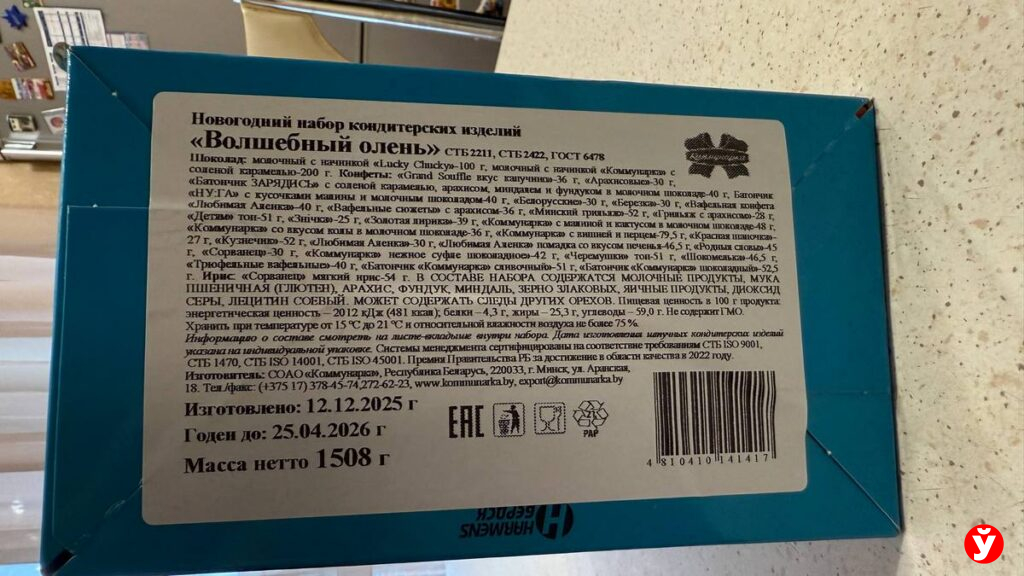 Новогодний набор кондитерских изделий
«Волшебный олень» СТБ 2211, СТБ 2422, ГОСТ 6478
Коммунарка
Шоколад: молочный с начинкой «Lucky Chucky»-100 г, молочный с начинкой «Коммунарка» с
соленой карамелью-200 г. Конфеты: «Grand Souffle вкус капучино»-36 г, «Арахисовые»-30 г,
«Батончик ЗАРЯДИСЬ» с соленой карамелью, арахисом, миндалем и фундуком в молочном шоколаде-40 г, Батончик
«НУ:ГА» с кусочками малины и молочным шоколадом-40 г, «Белорусские»-30 г, «Березка»-30 г, «Вафельная конфета
«Любимая Аленка»-40 г, «Вафельные сюжеты» с арахисом-36 г, «Минский грильяж»-52 г, «Грильяж с арахисом»-28 г,
«Детям» тон-51 г, «Знічка»-25 г, «Золотая лирика»-39 г, «Коммунарка» с малиной и кактусом в молочном шоколаде-48 г,
«Коммунарка» со вкусом колы в молочном шоколаде-36 г, «Коммунарка» с вишней и перцем-79,5 г, «Красная шапочка»-
27 г, «Кузнечик»-52 г, «Любимая Аленка»-30 г, «Любимая Аленка» помадка со вкусом печенья-46,5 г, «Родныя словы»-45
г, «Сорванец»-30 г, «Коммунарка» нежное суфле шоколадное»-42 г, «Черемушки» тон-51 г, «Шокомелька»-46,5 г,
«Трюфельные вафельные»-40 г, «Батончик «Коммунарка» сливочный»-51 г, «Батончик «Коммунарка» шоколадный»-52,5
г. Ирис: «Сорванец» мягкий ирис-54 г. В СОСТАВЕ НАБОРА СОДЕРЖАТСЯ МОЛОЧНЫЕ ПРОДУКТЫ, МУКА
ПШЕНИЧНАЯ (ГЛЮТЕН), АРАХИС, ФУНДУК, МИНДАЛЬ, ЗЕРНО ЗЛАКОВЫХ, ЯИЧНЫЕ ПРОДУКТЫ, ДИОКСИД
СЕРЫ, ЛЕЦИТИН СОЕВЫЙ. МОЖЕТ СОДЕРЖАТЬ СЛЕДЫ ДРУГИХ ОРЕХОВ. Пищевая ценность в 100 г продукта:
энергетическая ценность – 2012 кДж (481 ккал); белки – 4,3 г, жиры – 25,3 г, углеводы – 59,0 г. Не содержит ГМО.
Хранить при температуре от 15 °С до 21 °С и относительной влажности воздуха не более 75 %.
Информацию о составе смотреть на листе-вкладыше внутри набора. Дата изготовления штучных кондитерских изделий
указана на индивидуальной упаковке. Системы менеджмента сертифицированы на соответствие требованиям СТБ ISO 9001,
СТБ 1470, СТБ ISO 14001, СТБ ISO 45001. Премия Правительства РБ за достижение в области качества в 2022 году.
Изготовитель: СОАО «Коммунарка», Республика Беларусь, 220033, г. Минск, ул. Аранская,
18. Тел./факс: (+375 17) 378-45-74,272-62-23, www.kommunarka.by, export@kommunarka.by
Изготовлено: 12.12.2025 г
Годен до: 25.04.2026 г
Масса нетто 1508 г
EAC
PAP
4 810410 141417
HARMENS
БЕРДСК
Ў